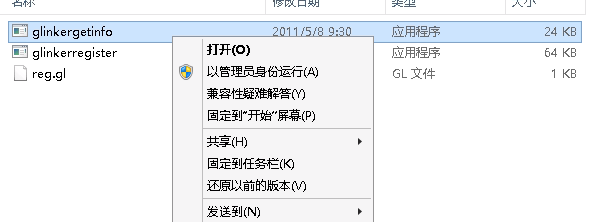 名称 修改日期 类型 大小
glinkergetinfo 2011/5/8 9:30 应用程序 24 KB
glinkerregister 应用程序 64 KB
reg.gl GL 文件 1 KB
打开(O)
以管理员身份运行(A)
兼容性疑难解答(Y)
固定到"开始"屏幕(P)
共享(H)
固定到任务栏(K)
还原以前的版本(V)
发送到(N)